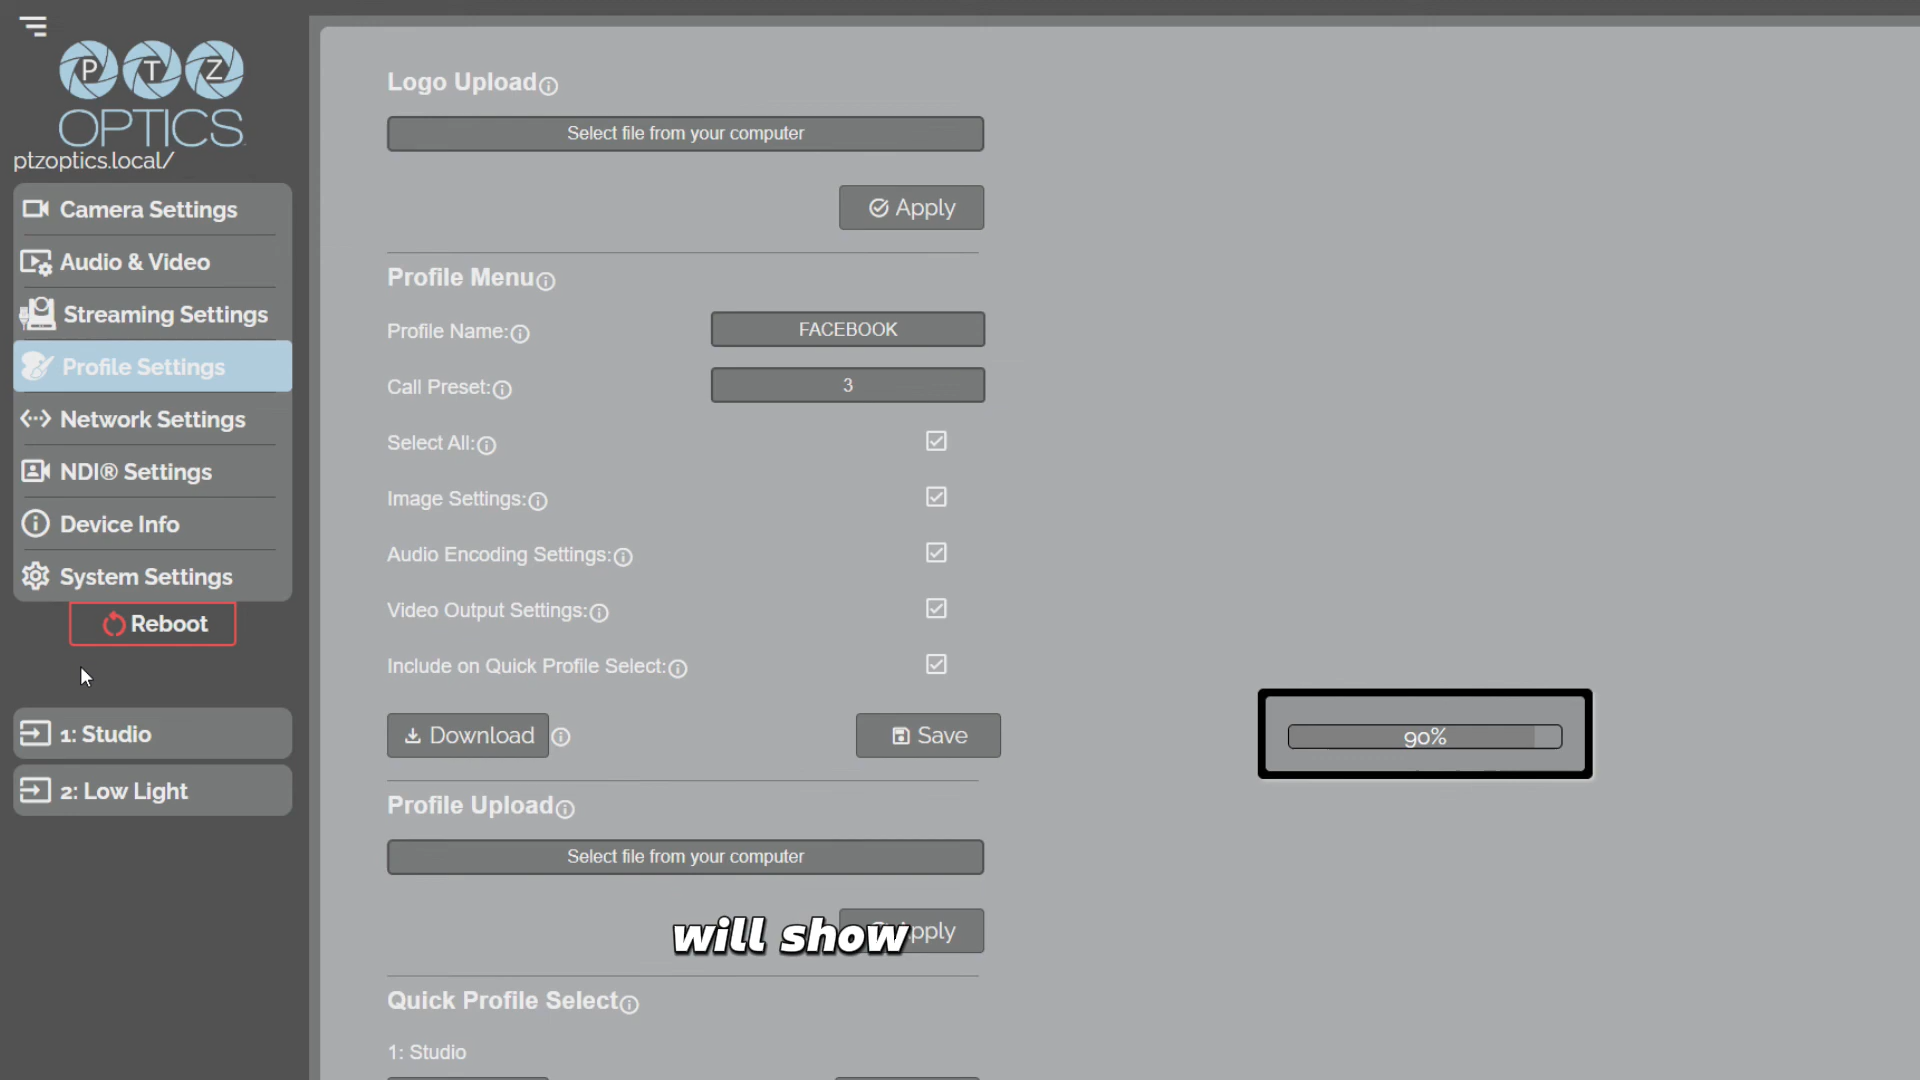 PTZ
OPTICS
ptzoptics.local/
Camera Settings
Audio & Video
Streaming Settings
Profile Settings
Network Settings
NDI® Settings
Device Info
System Settings
Reboot
1: Studio
2: Low Light
Logo Upload
Select file from your computer
Apply
Profile Menu
Profile Name: FACEBOOK
Call Preset: 3
Select All:
Image Settings:
Audio Encoding Settings:
Video Output Settings:
Include on Quick Profile Select:
Download Save
90%
Profile Upload
Select file from your computer
Apply
will show
Quick Profile Select
1: Studio